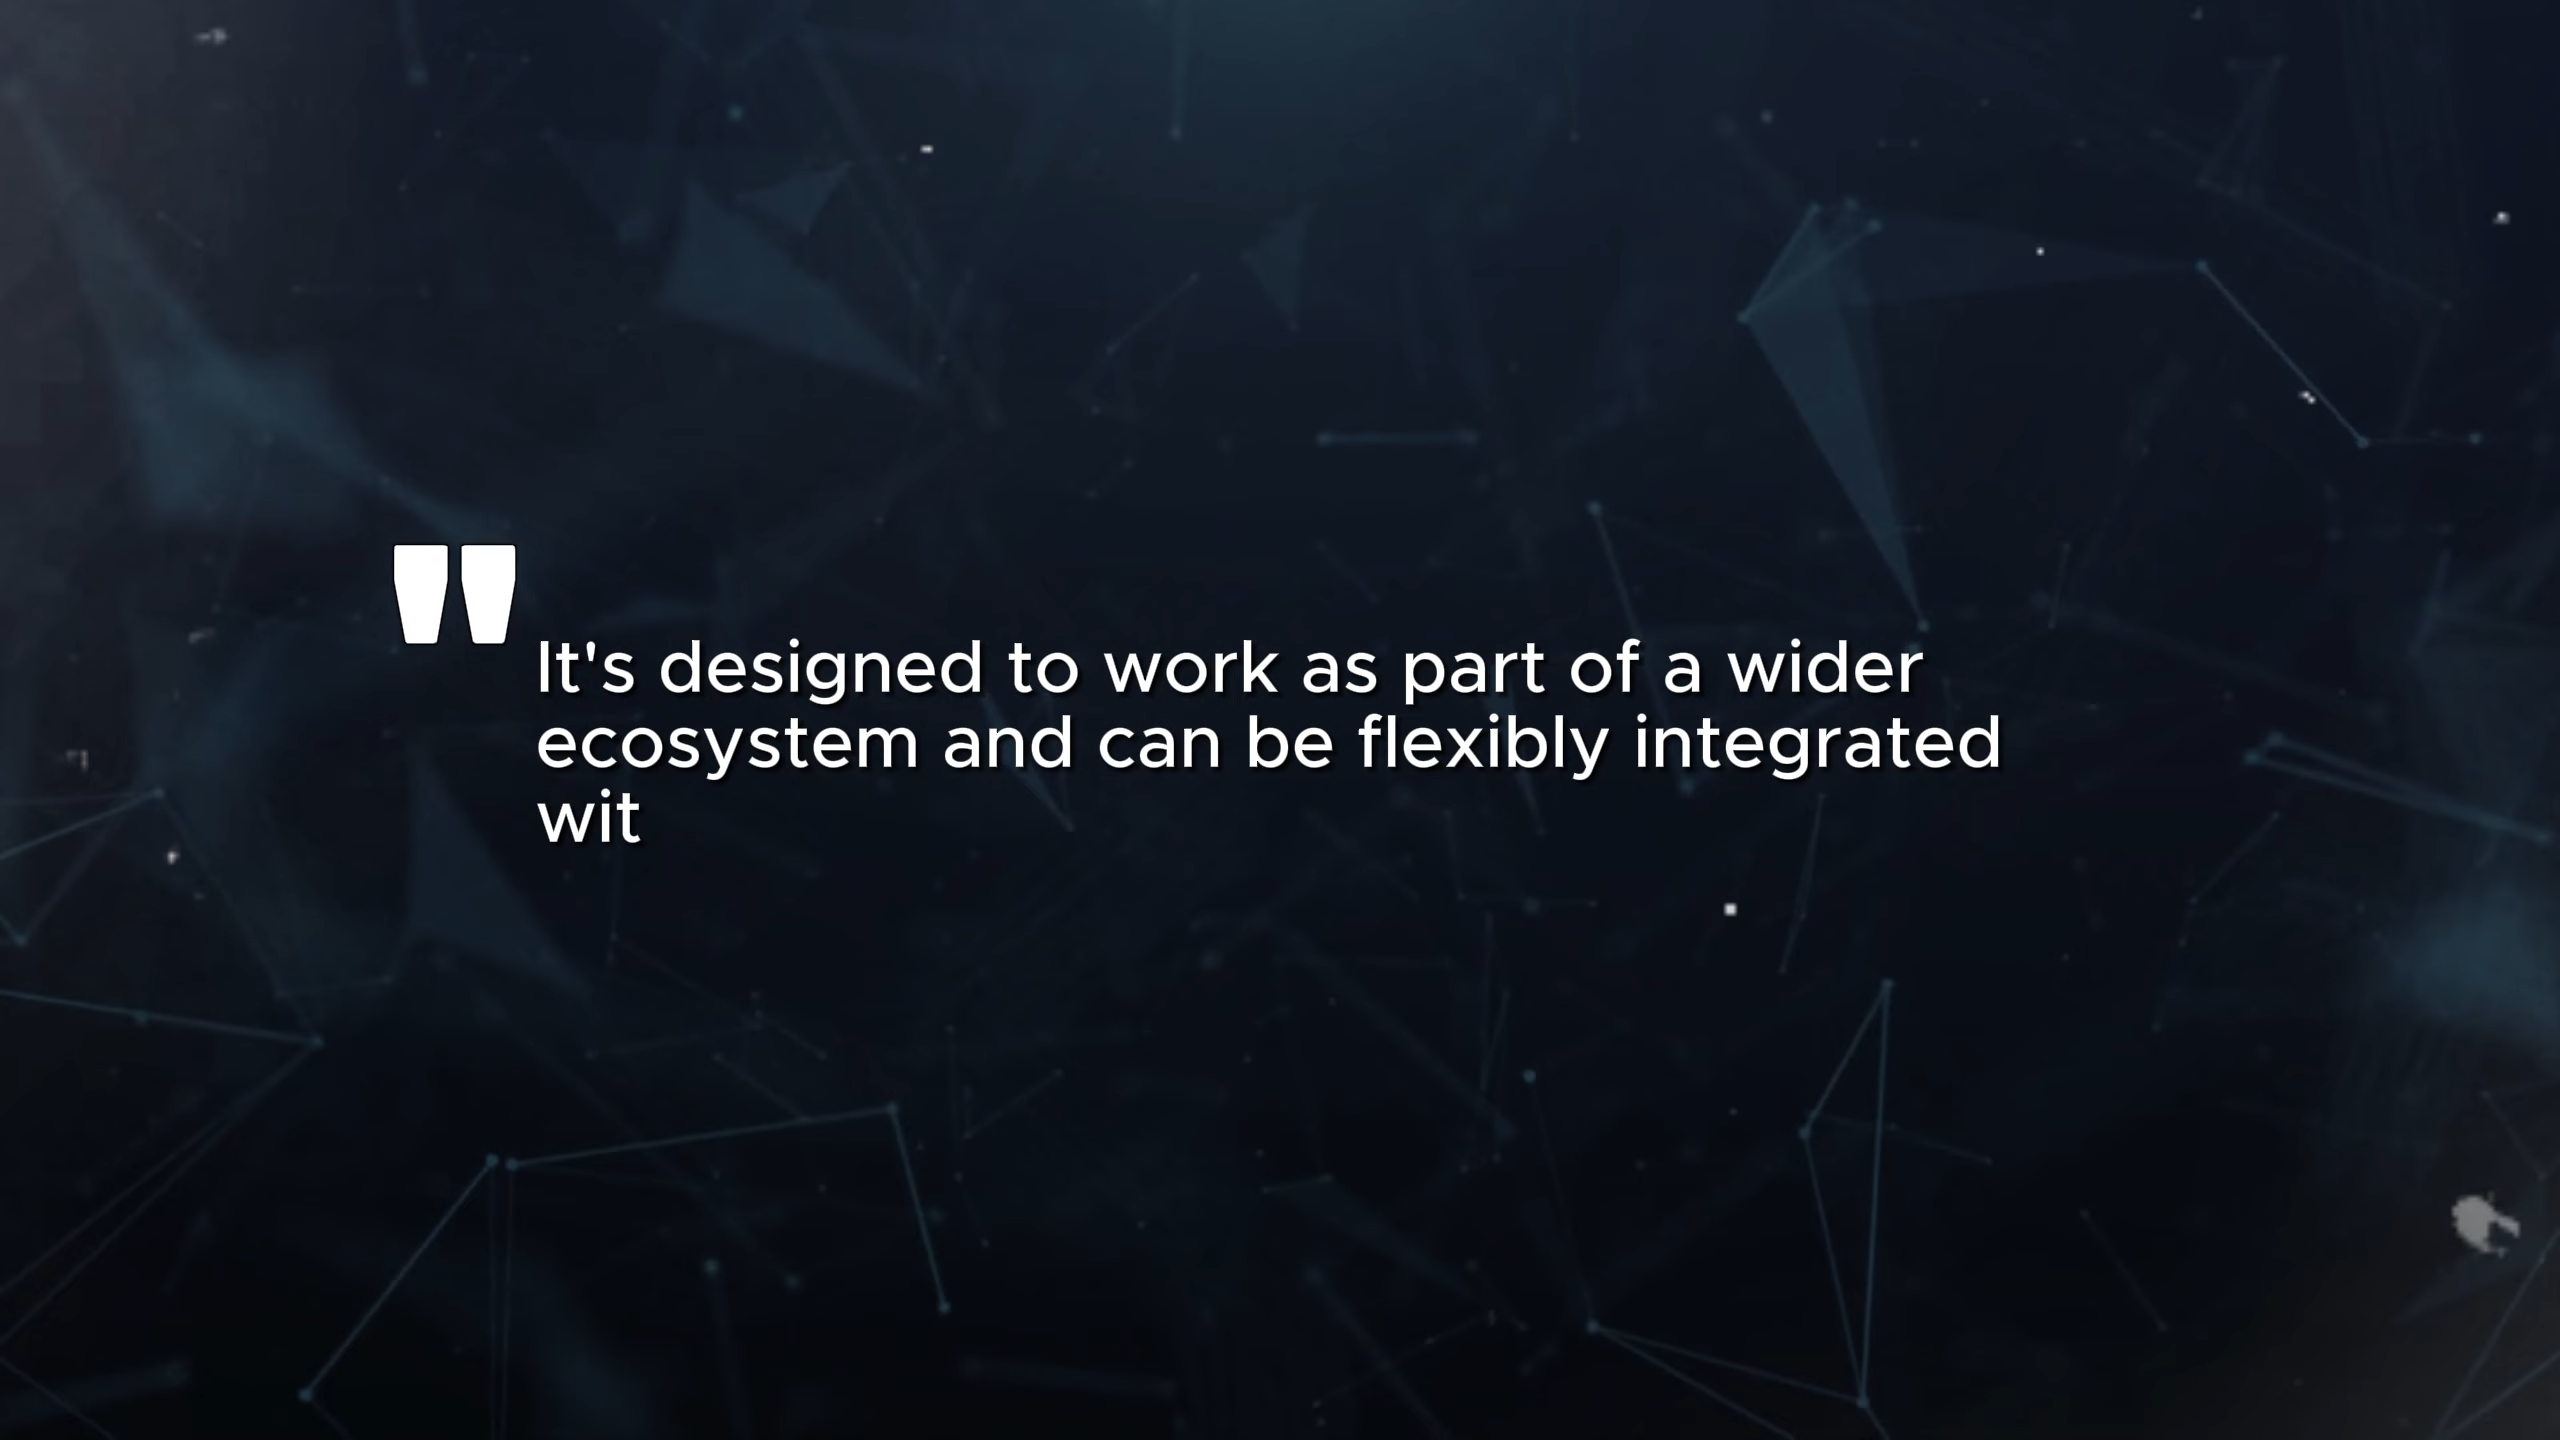 "
It's designed to work as part of a wider
ecosystem and can be flexibly integrated
wit